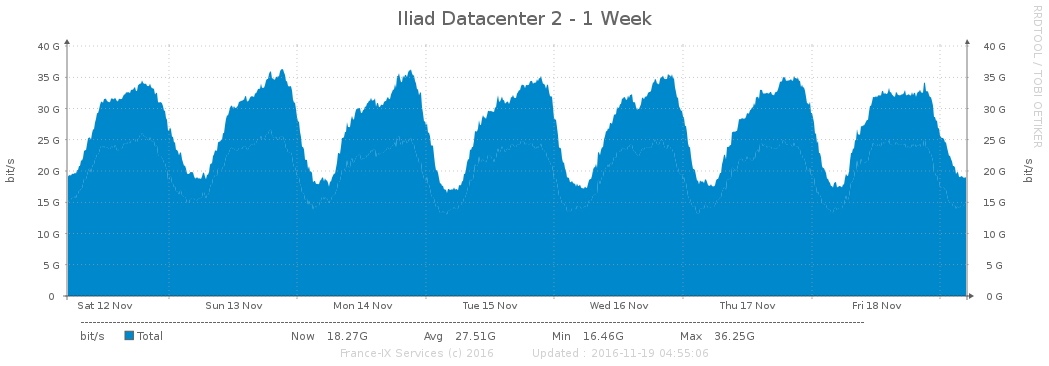 Iliad Datacenter 2 - 1 Week
RRDTOOL / TOBI OETIKER
40 G 40 G
35 G 35 G
30 G 30 G
25 G 25 G
20 G 20 G
15 G 15 G
10 G 10 G
5 G 5 G
0 0 G
bit/s bit/s
Sat 12 Nov Sun 13 Nov Mon 14 Nov Tue 15 Nov Wed 16 Nov Thu 17 Nov Fri 18 Nov
bit/s Total Now 18.27G Avg 27.51G Min 16.46G Max 36.25G
France-IX Services (c) 2016 Updated : 2016-11-19 04:55:06